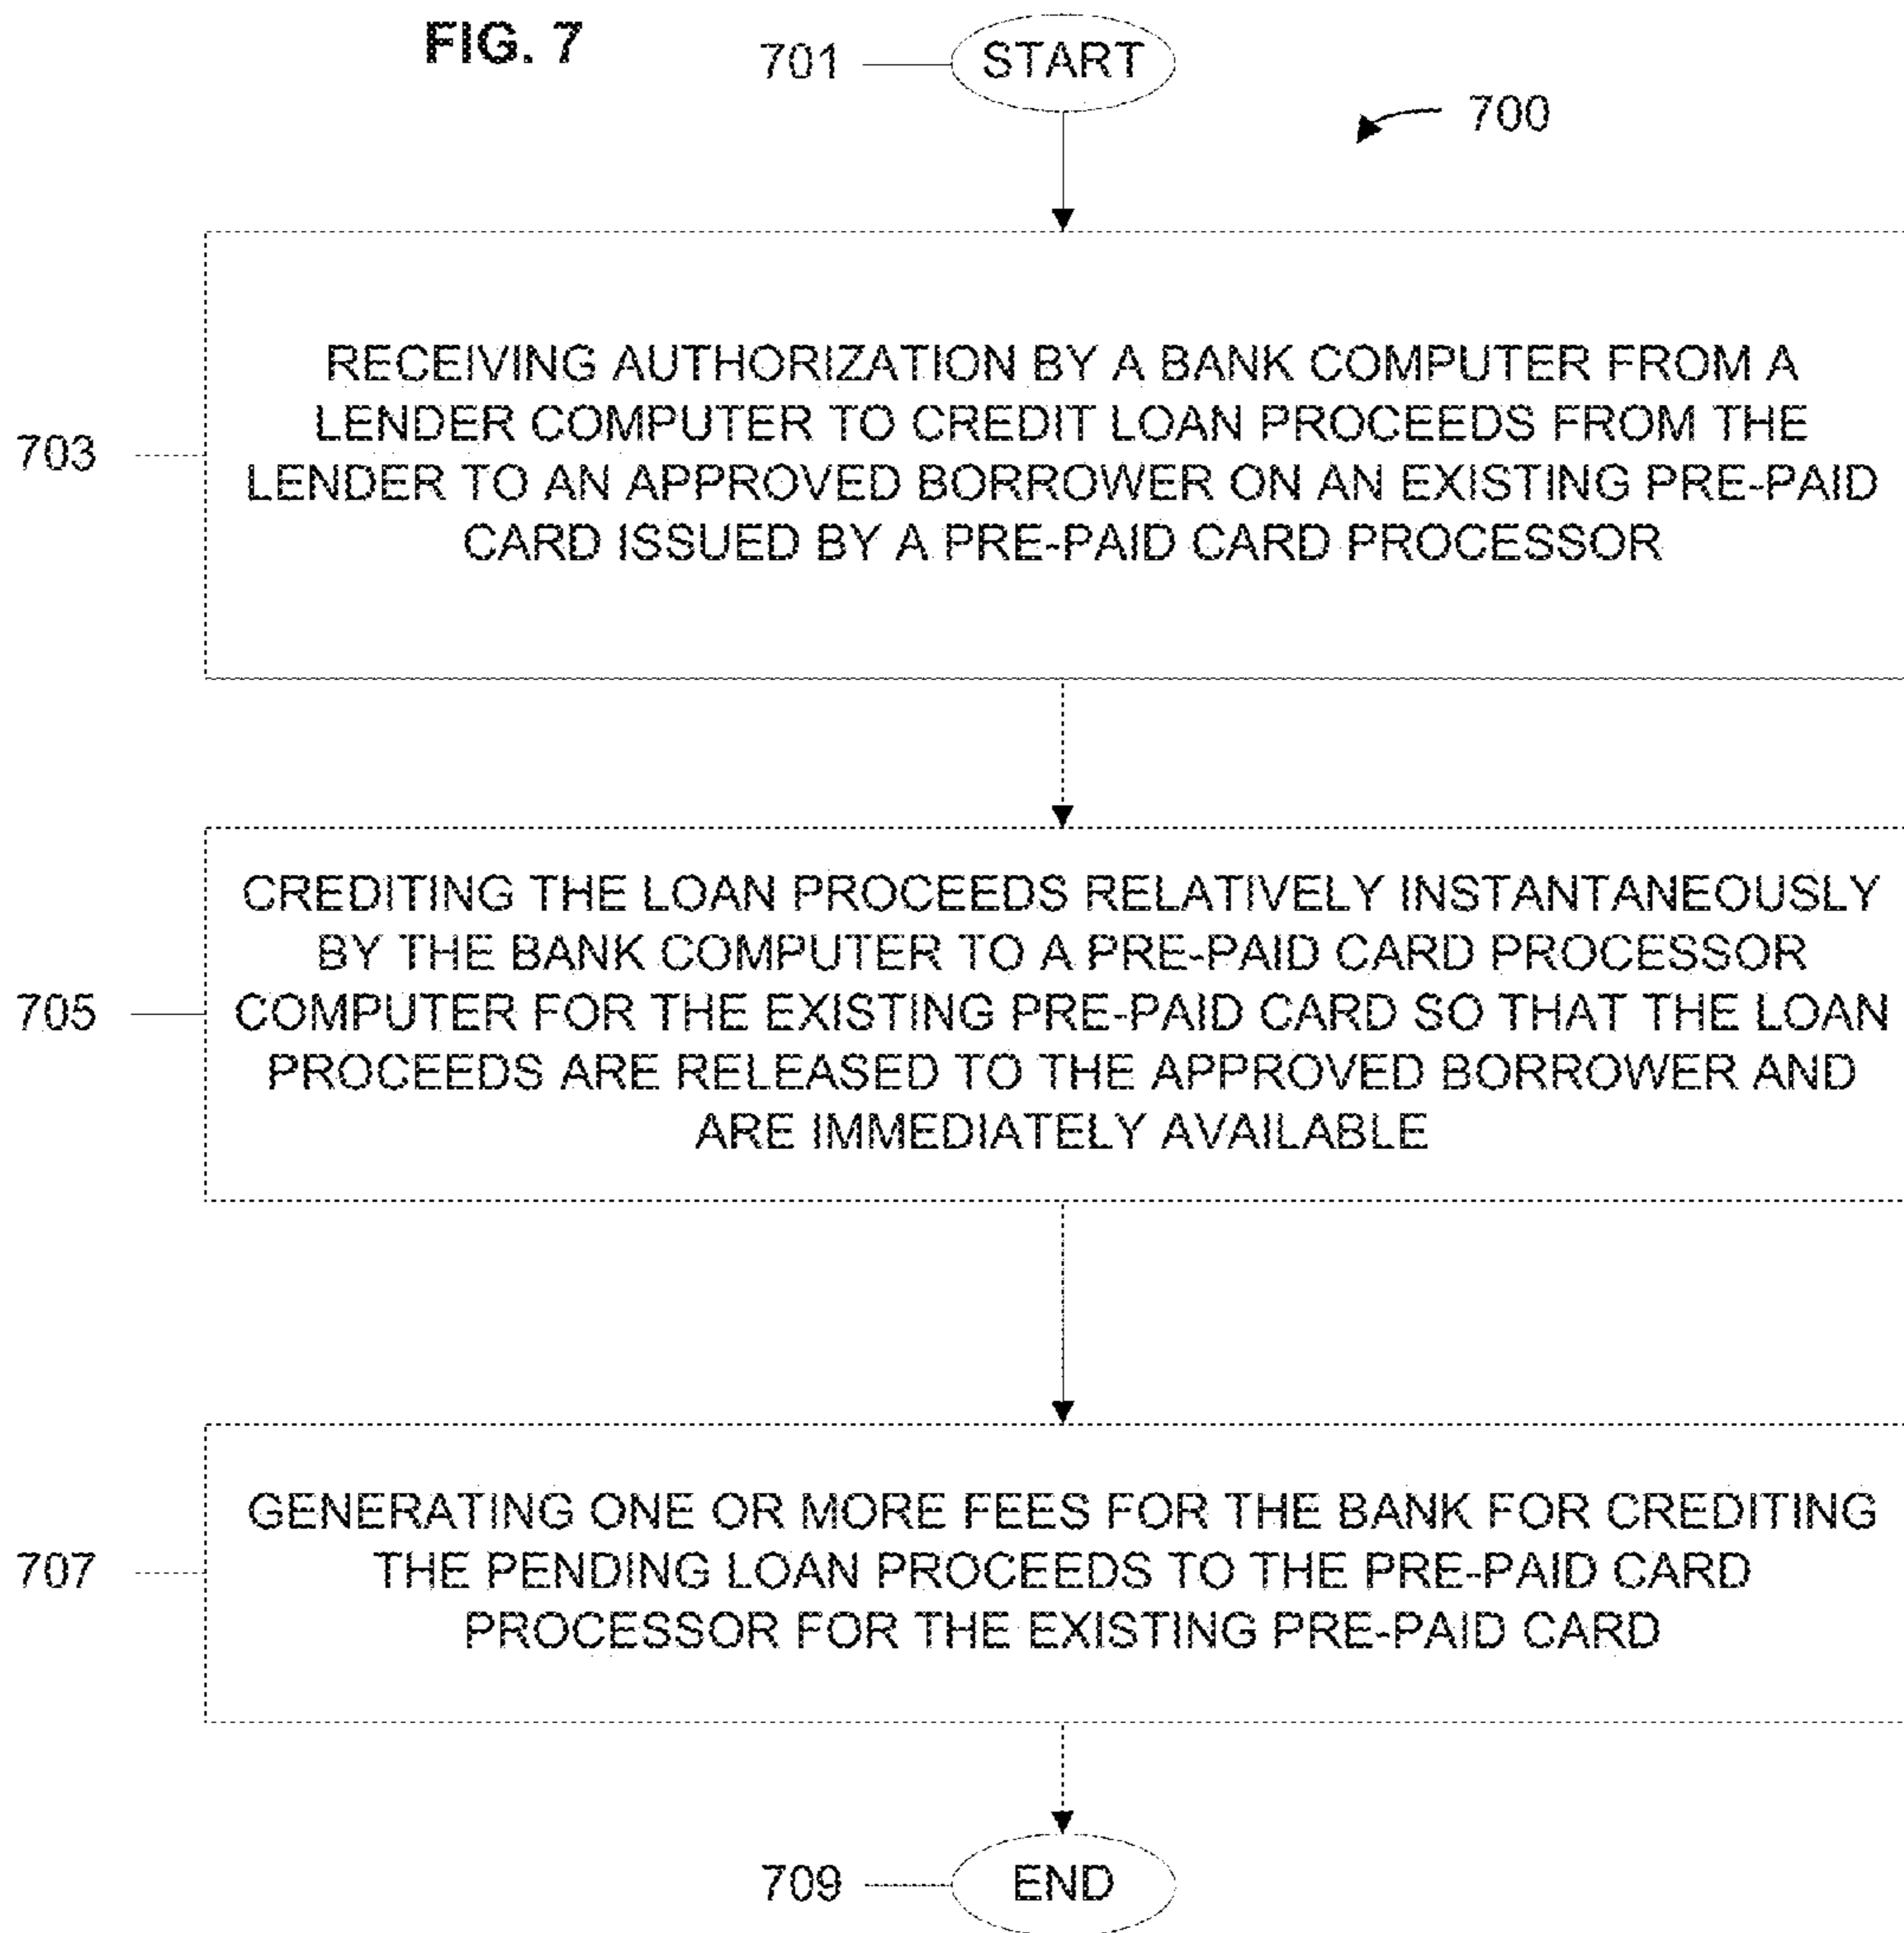 FIG. 7
701
START
700
703
RECEIVING AUTHORIZATION BY A BANK COMPUTER FROM A
LENDER COMPUTER TO CREDIT LOAN PROCEEDS FROM THE
LENDER TO AN APPROVED BORROWER ON AN EXISTING PRE-PAID
CARD ISSUED BY A PRE-PAID CARD PROCESSOR
705
CREDITING THE LOAN PROCEEDS RELATIVELY INSTANTANEOUSLY
BY THE BANK COMPUTER TO A PRE-PAID CARD PROCESSOR
COMPUTER FOR THE EXISTING PRE-PAID CARD SO THAT THE LOAN
PROCEEDS ARE RELEASED TO THE APPROVED BORROWER AND
ARE IMMEDIATELY AVAILABLE
707
GENERATING ONE OR MORE FEES FOR THE BANK FOR CREDITING
THE PENDING LOAN PROCEEDS TO THE PRE-PAID CARD
PROCESSOR FOR THE EXISTING PRE-PAID CARD
709
END